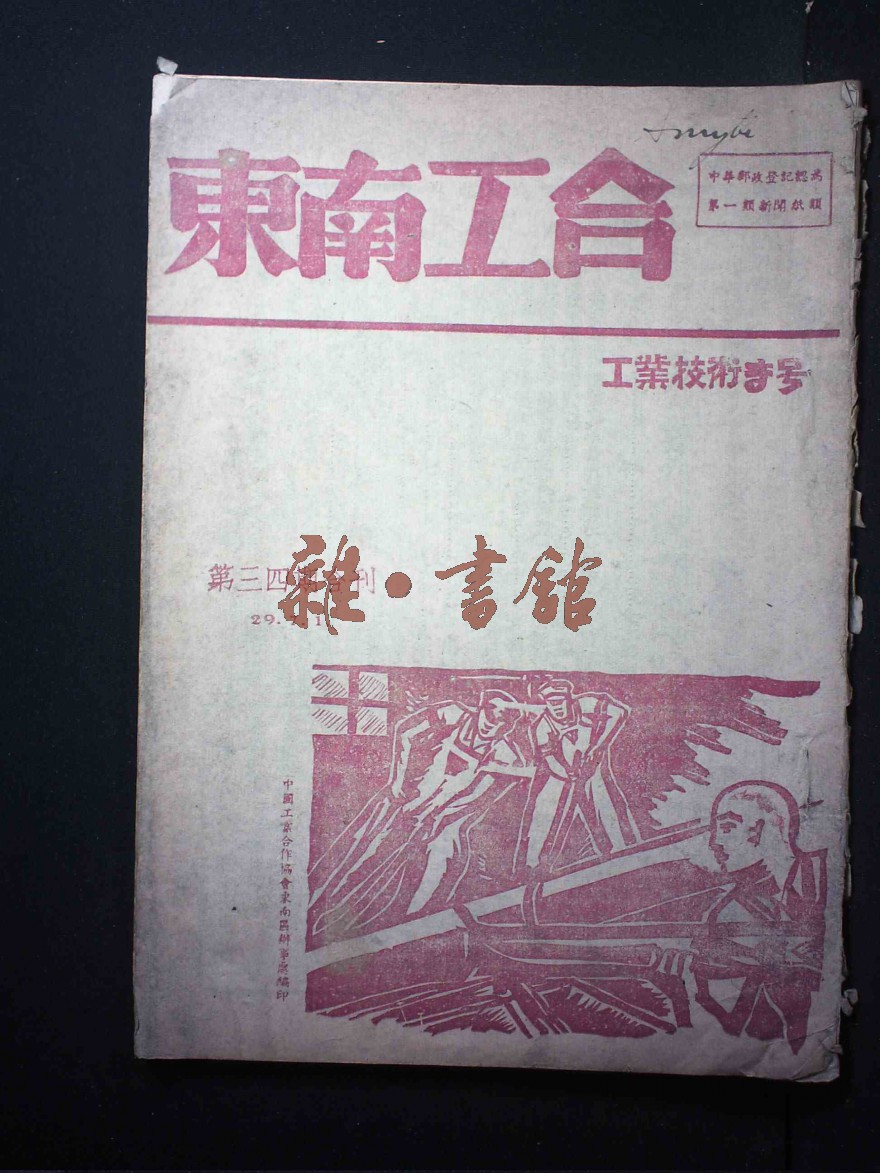 東南工合
中華郵政登記認為
第一類新聞紙類
工業技術專号
第三四期合刊
雜·書館
中國工業合作協會東南區辦事處編印